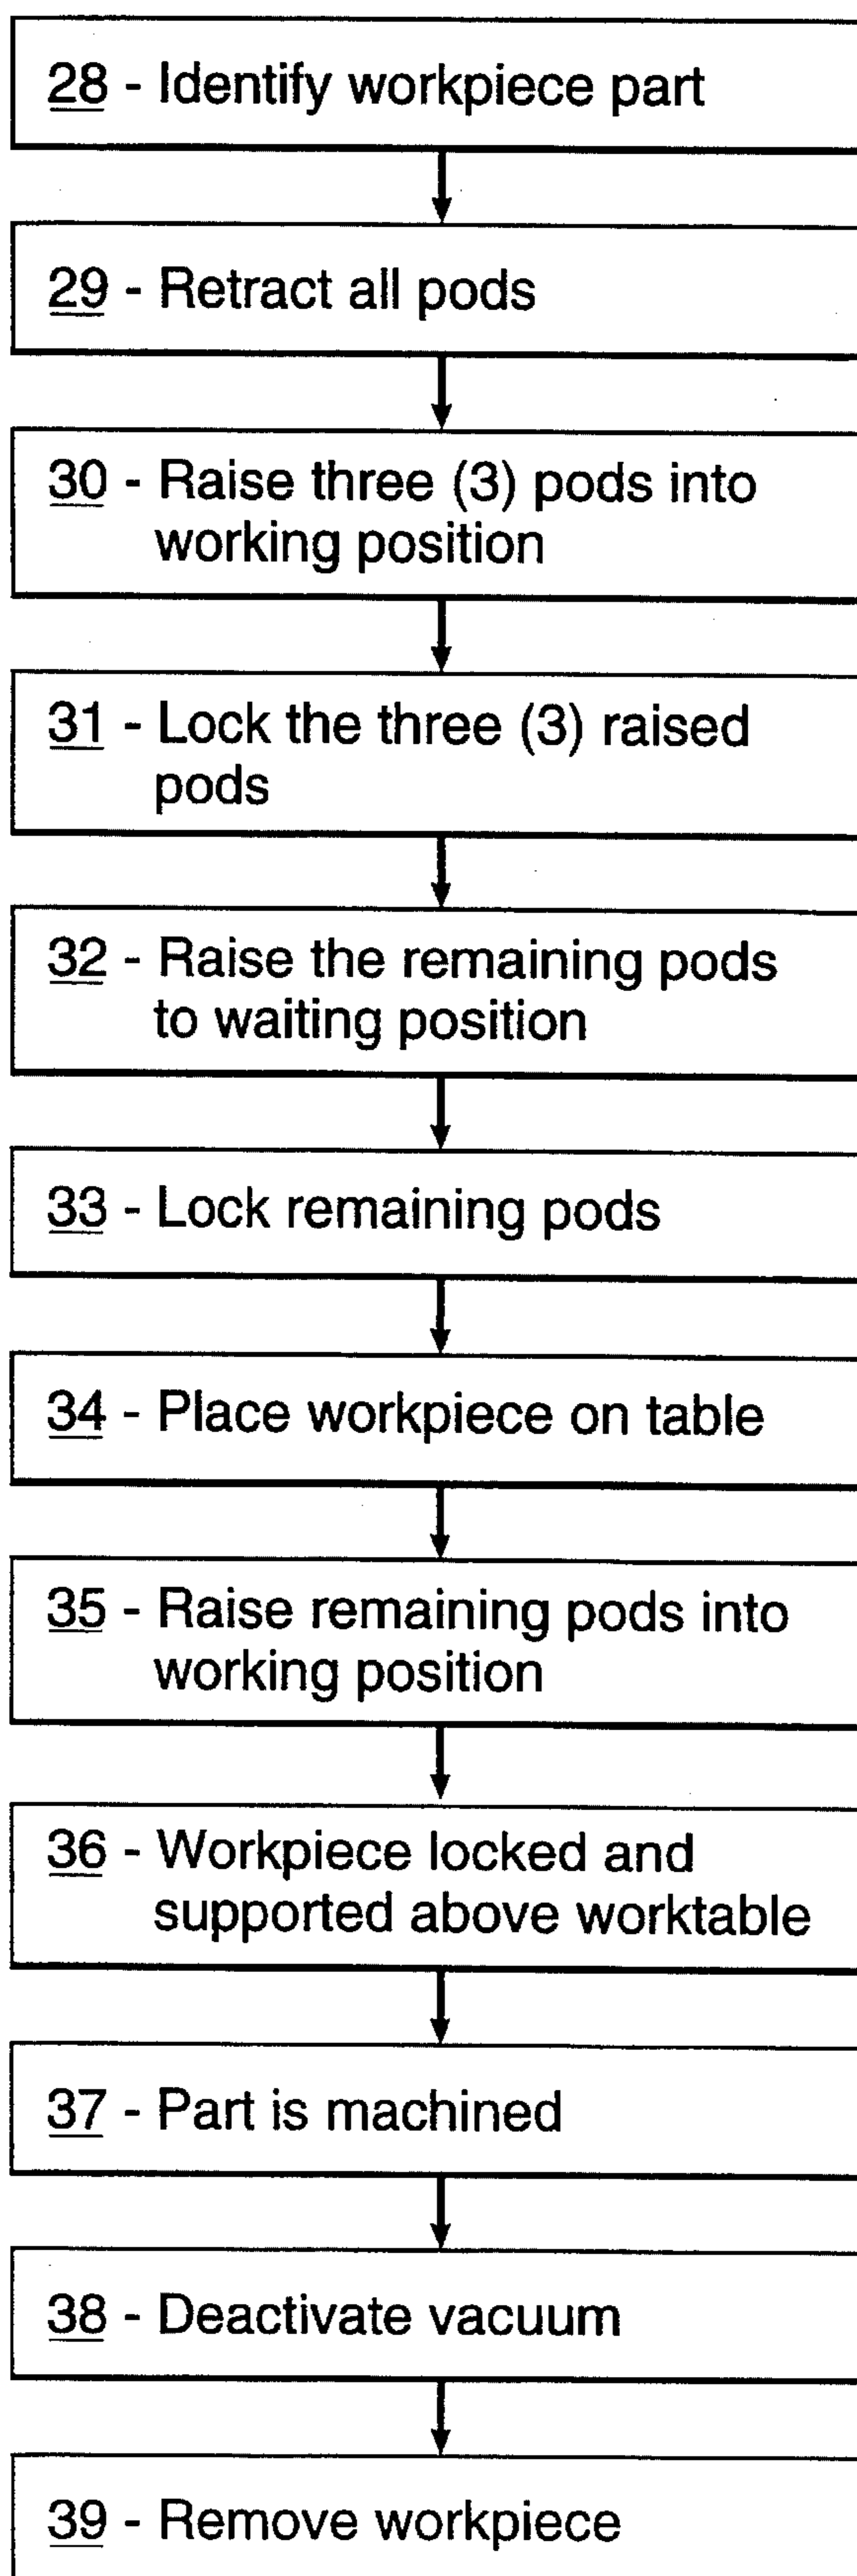 28 - Identify workpiece part
29 - Retract all pods
30 - Raise three (3) pods into
working position
31 - Lock the three (3) raised
pods
32 - Raise the remaining pods
to waiting position
33 - Lock remaining pods
34 - Place workpiece on table
35 - Raise remaining pods into
working position
36 - Workpiece locked and
supported above worktable
37 - Part is machined
38 - Deactivate vacuum
39 - Remove workpiece